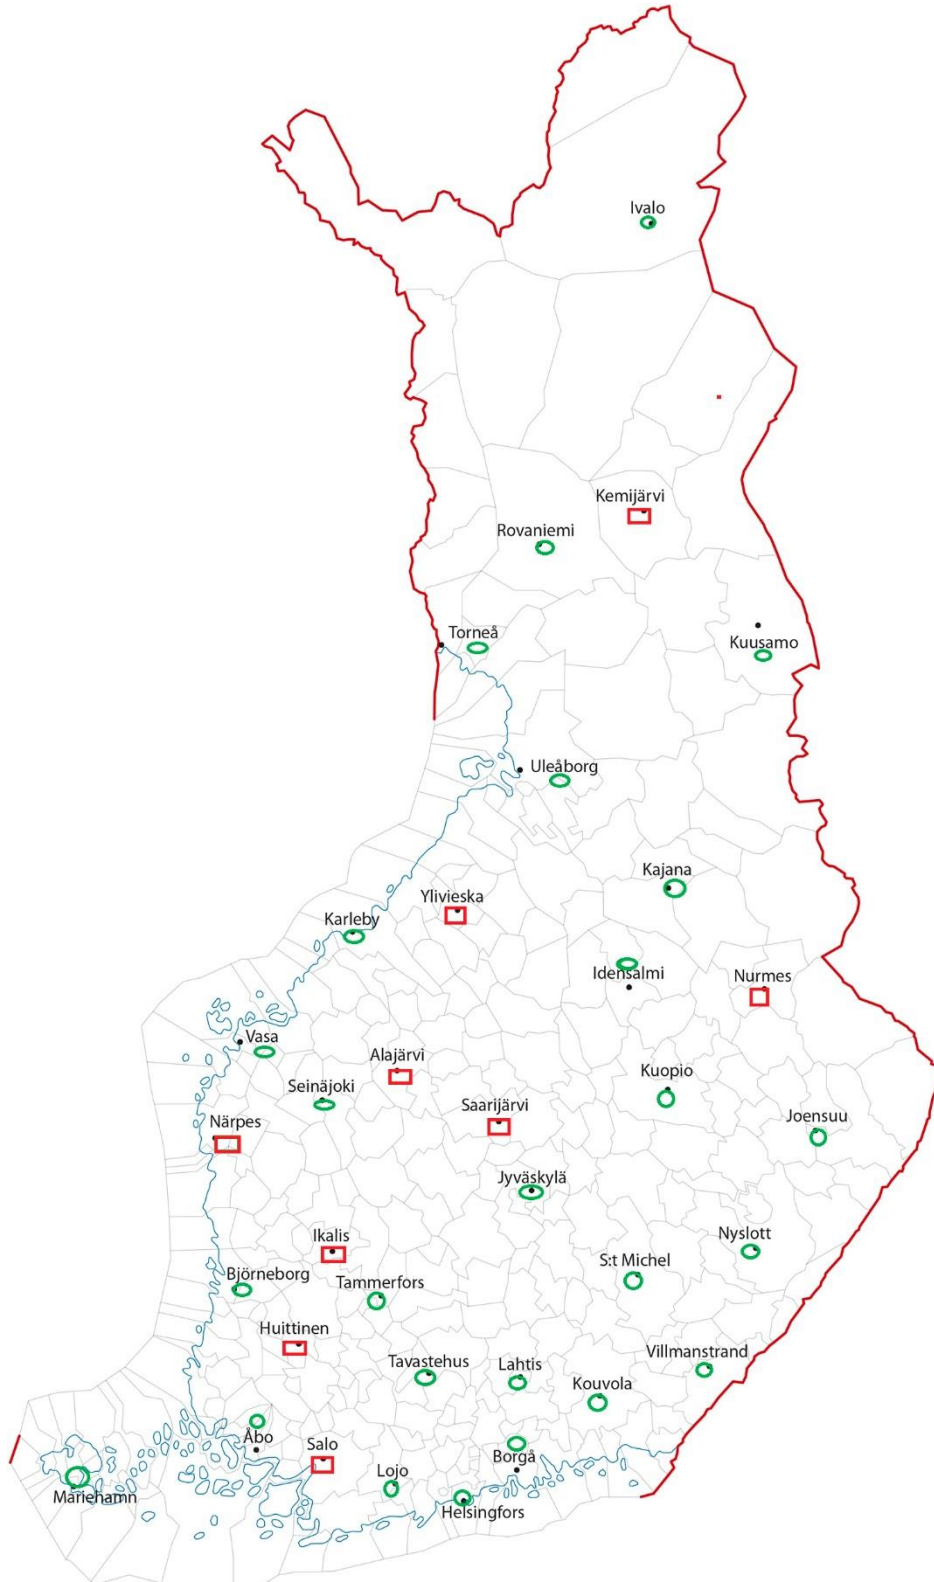 Ivalo
Kemijärvi
Rovaniemi
Torneå
Kuusamo
Uleåborg
Kajana
Ylivieska
Karleby
Idensalmi
Nurmes
Vasa
Alajärvi
Kuopio
Seinäjoki
Saarijärvi
Joensuu
Närpes
Jyväskylä
Ikalis
Nyslott
S:t Michel
Björneborg
Tammerfors
Huittinen
Villmanstrand
Tavastehus
Lahtis
Kouvola
Åbo
Salo
Borgå
Lojo
Mariehamn
Helsingfors